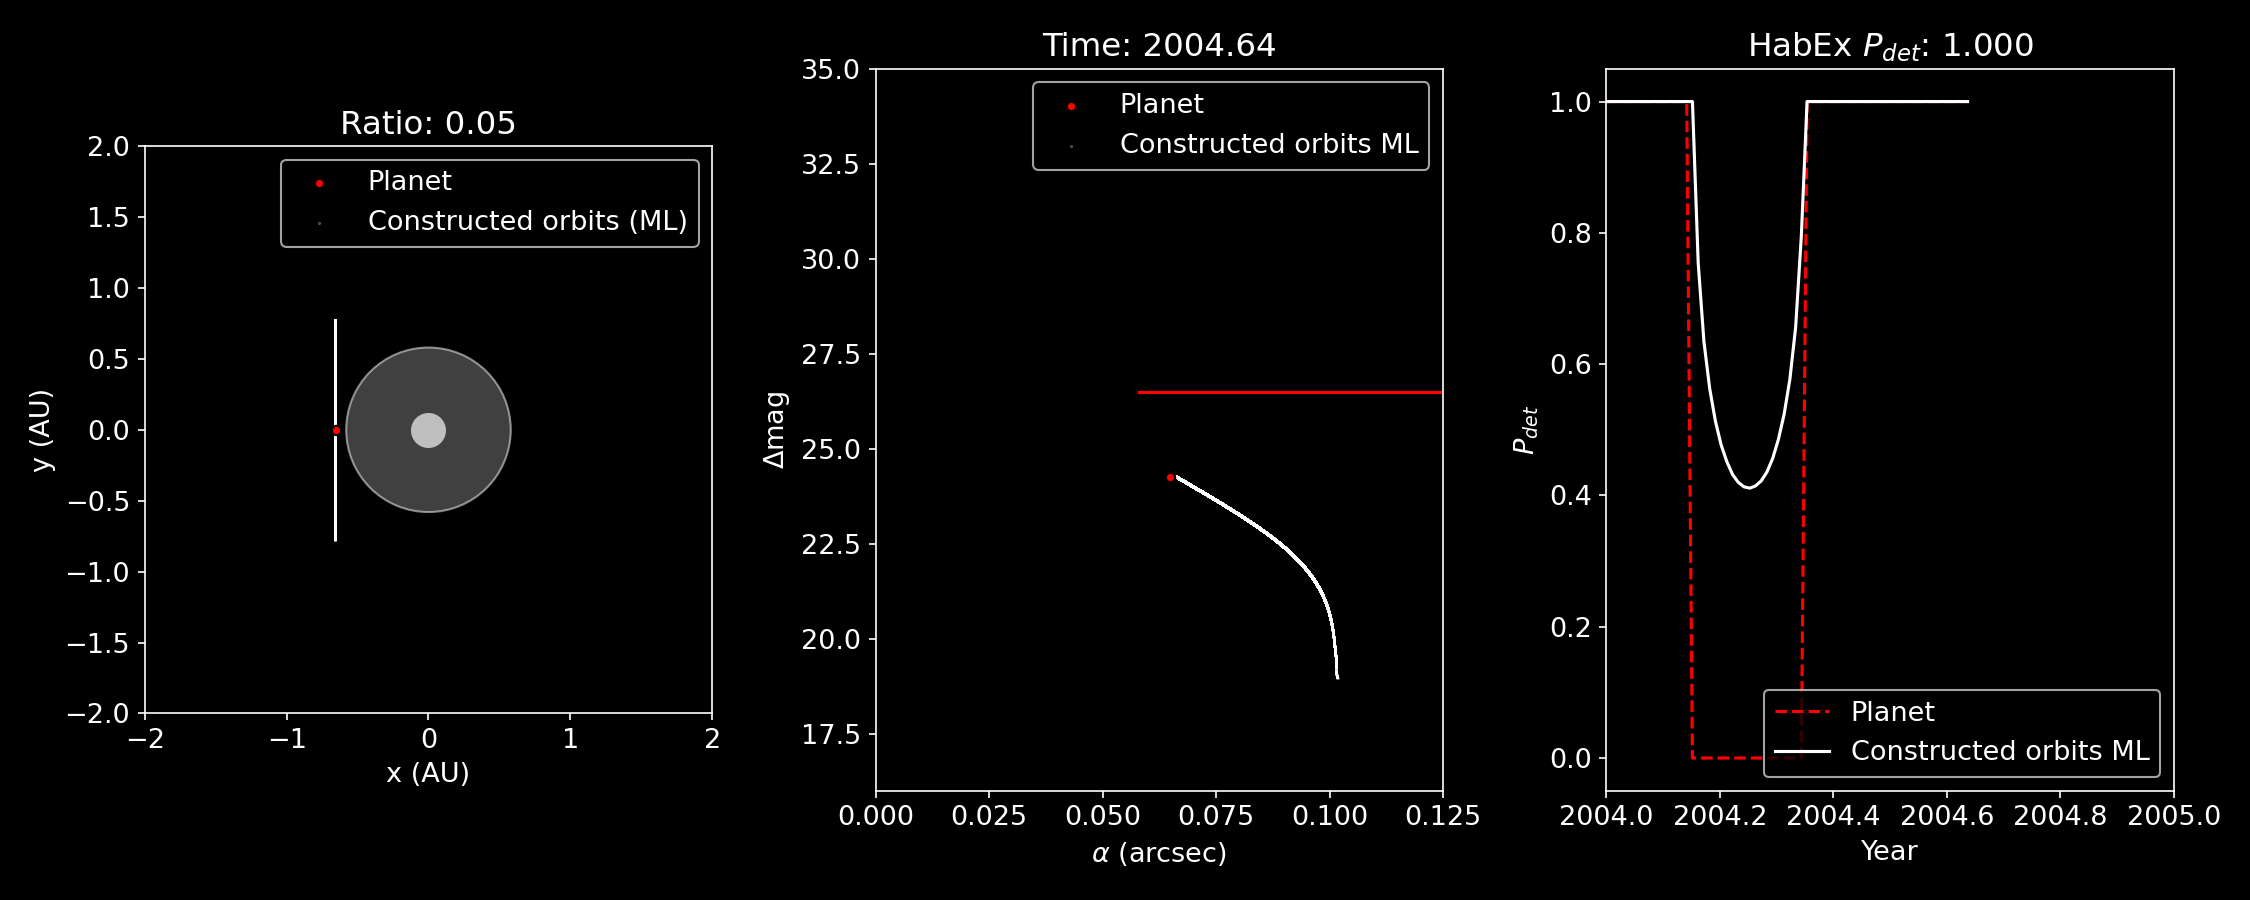 Ratio: 0.05
Planet
Constructed orbits (ML)
2.0
1.5
1.0
0.5
0.0
−0.5
−1.0
−1.5
−2.0
y (AU)
−2
−1
0
1
2
x (AU)
Time: 2004.64
Planet
Constructed orbits ML
35.0
32.5
30.0
27.5
25.0
22.5
20.0
17.5
Δmag
0.000
0.025
0.050
0.075
0.100
0.125
α (arcsec)
HabEx P_det: 1.000
1.0
0.8
0.6
0.4
0.2
0.0
P_det
Planet
Constructed orbits ML
2004.0
2004.2
2004.4
2004.6
2004.8
2005.0
Year